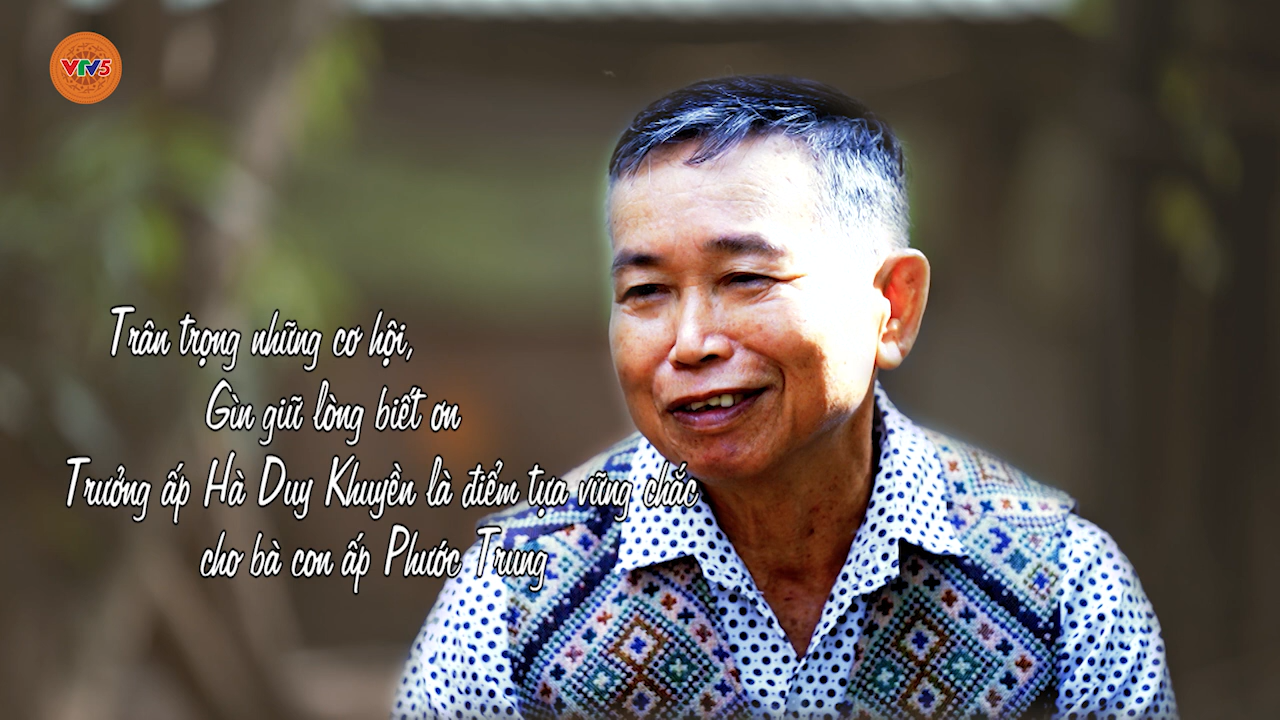 VTV5
Trân trọng những cơ hội,
Gìn giữ lòng biết ơn
Trưởng ấp Hà Duy Khuyền là điểm tựa vững chắc
cho bà con ấp Phước Trung